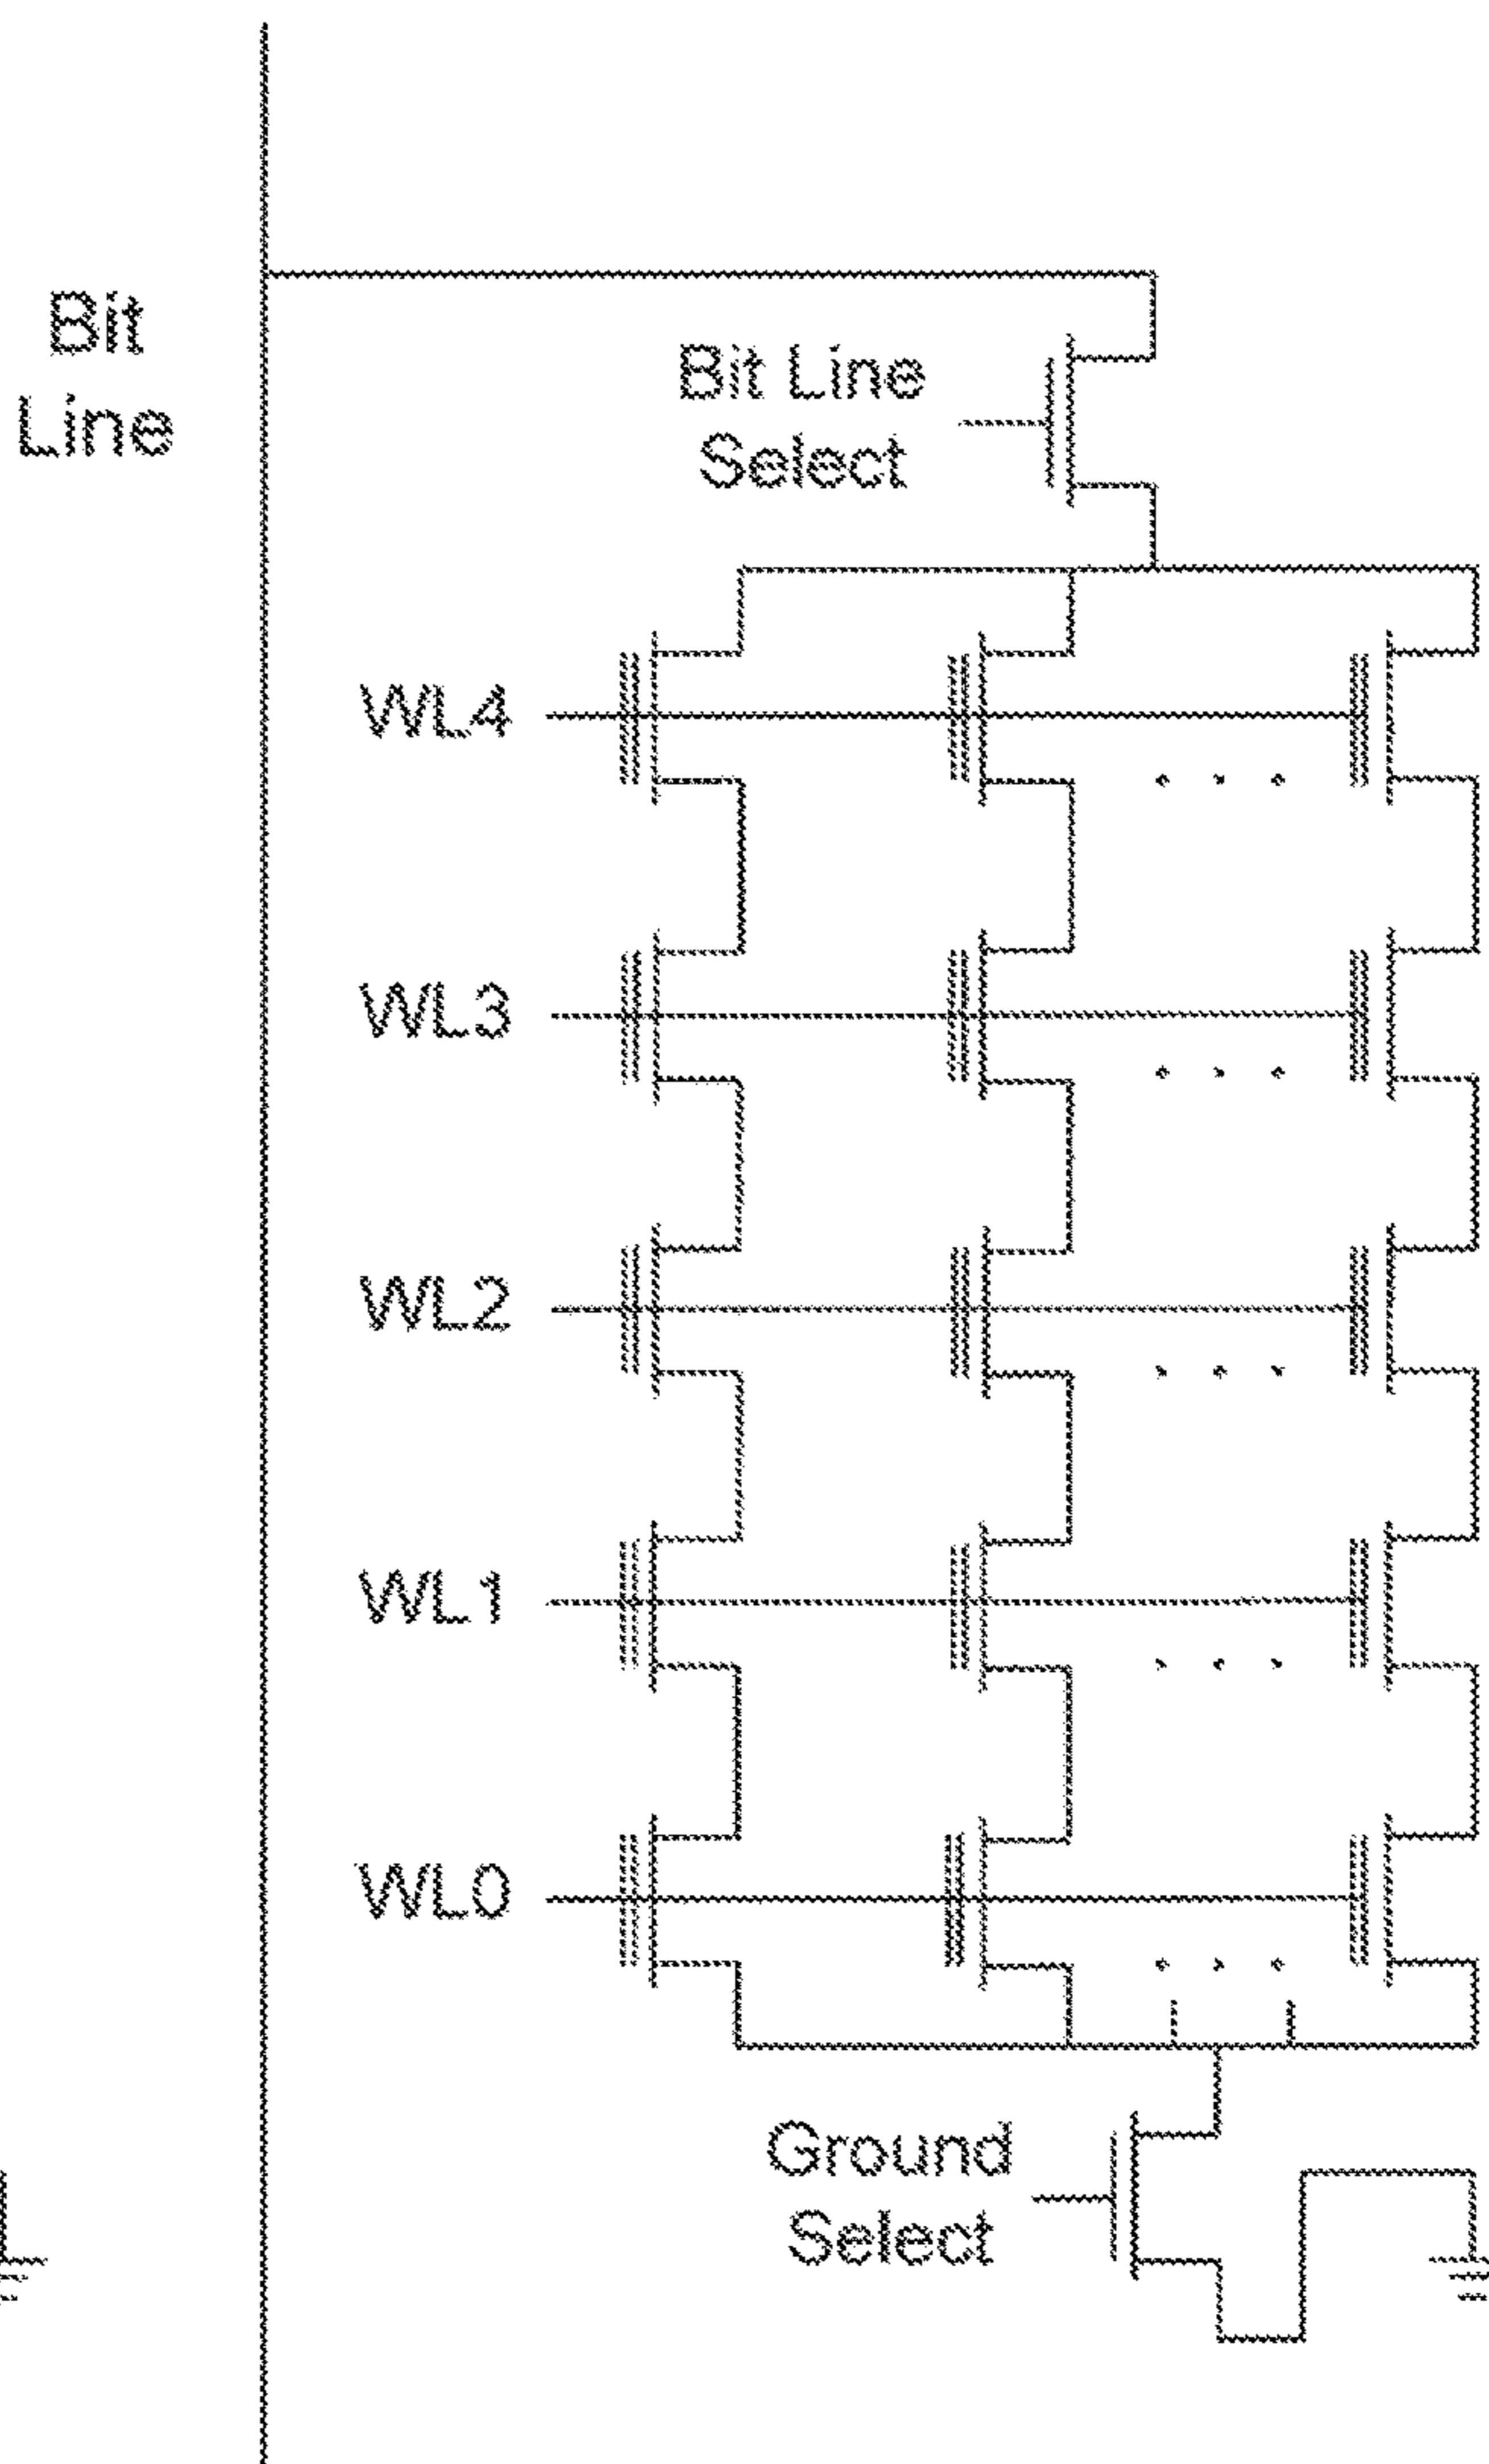 Bit
Line
Bit Line
Select
WL4
WL3
WL2
WL1
WL0
Ground
Select